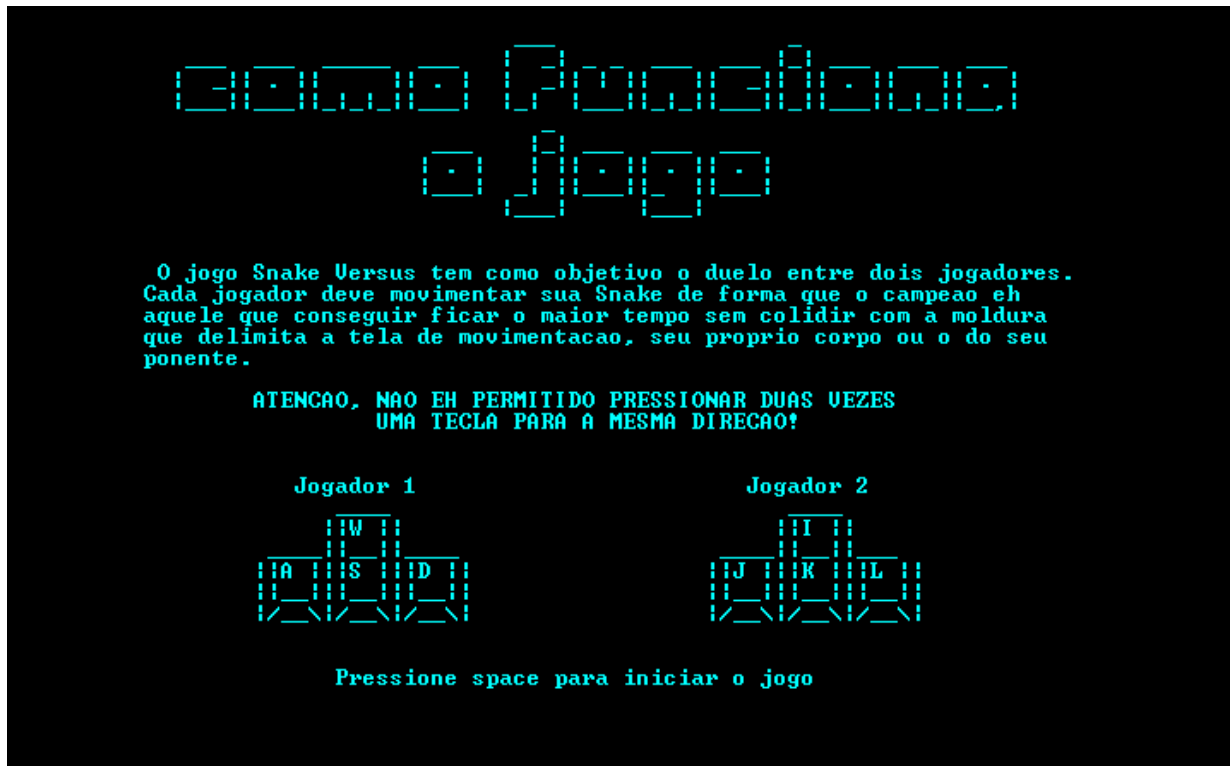 como funciona,
o jogo
O jogo Snake Versus tem como objetivo o duelo entre dois jogadores.
Cada jogador deve movimentar sua Snake de forma que o campeao eh
aquele que conseguir ficar o maior tempo sem colidir com a moldura
que delimita a tela de movimentacao, seu proprio corpo ou o do seu
ponente.
ATENCAO, NAO EH PERMITIDO PRESSIONAR DUAS VEZES
UMA TECLA PARA A MESMA DIRECAO!
Jogador 1
W
A S D
Jogador 2
I
J K L
Pressione space para iniciar o jogo